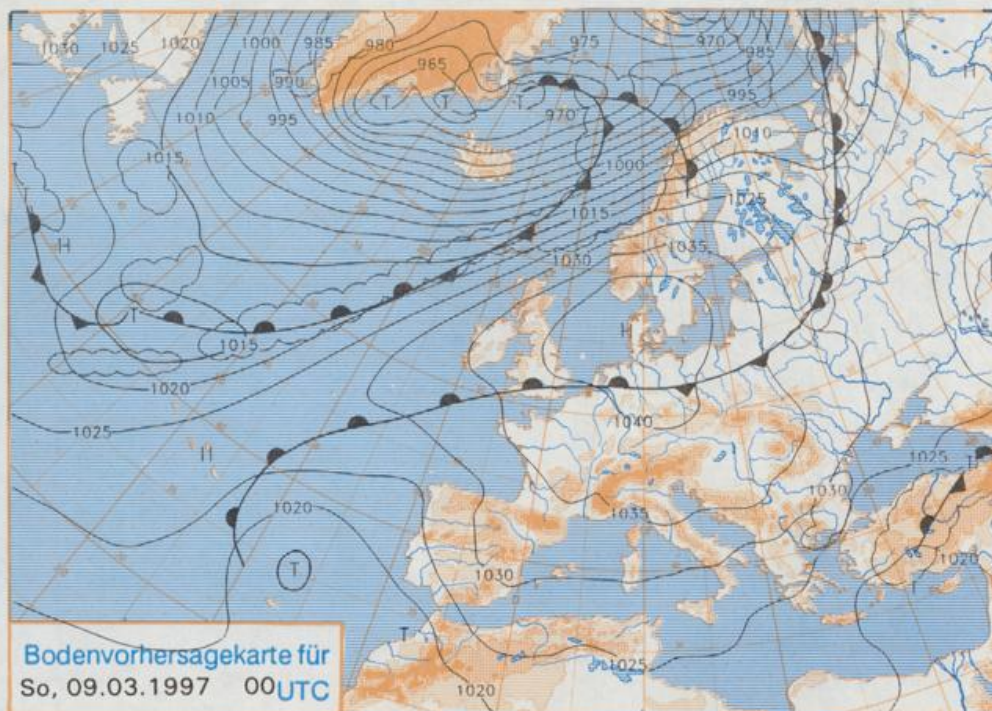 1030 1025 1020 1000 985 980 975 970
965 985
1005 990 995
1010 995 970
T T T
H
1010
1015 1000
1025
1015
H 1035
1030
T
1015 H
1020
1040
1025
H 1025
T
1030
1020 1035
T 1030 1020
T
1025
1020
Bodenvorhersagekarte für
So, 09.03.1997 00 UTC